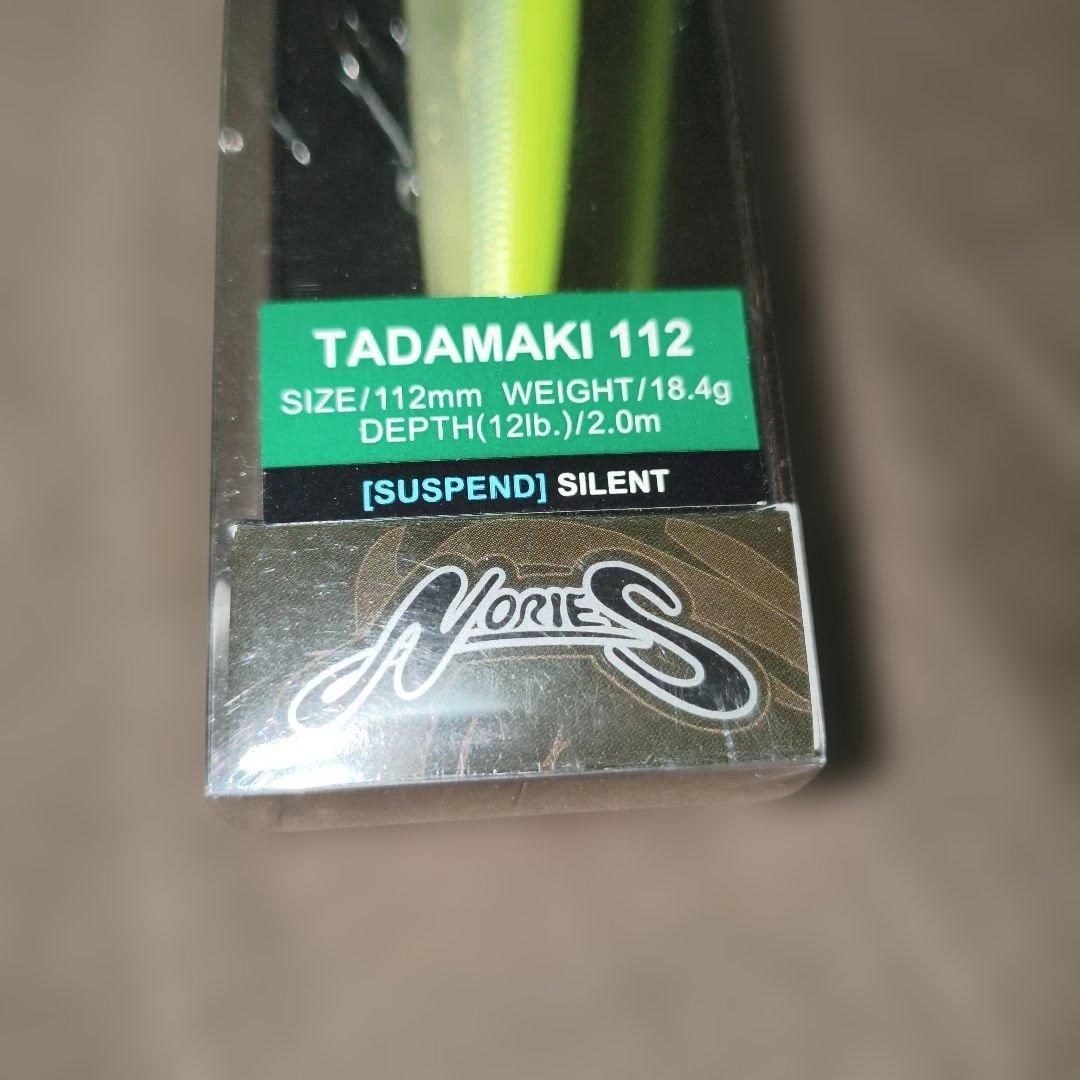 TADAMAKI 112
SIZE/112mm WEIGHT/18.4g
DEPTH(12lb.)/2.0m
[SUSPEND] SILENT
NORIES